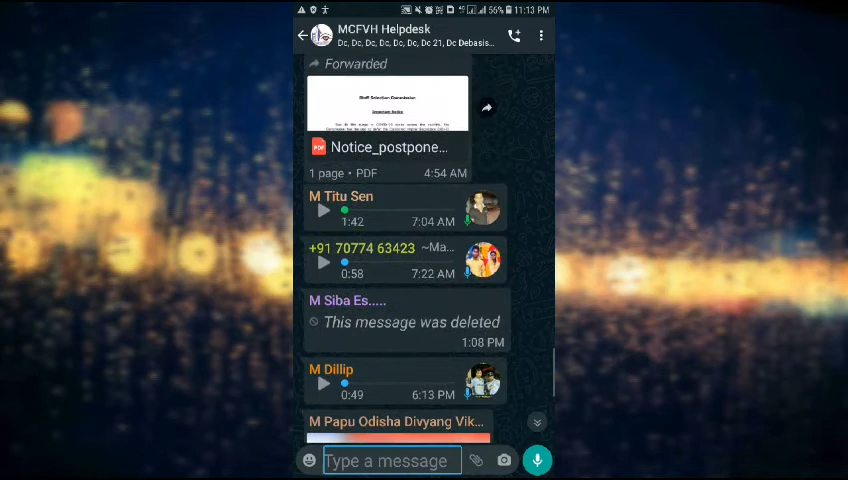 56% 11:13 PM
MCFVH Helpdesk
Dc, Dc, Dc, Dc, Dc, Dc, Dc 21, Dc Debasis...
Forwarded
Staff Selection Commission
Important Notice
PDF Notice_postpone...
1 page • PDF 4:54 AM
M Titu Sen
1:42 7:04 AM
+91 70774 63423 ~Ma...
0:58 7:22 AM
M Siba Es.....
This message was deleted
1:08 PM
M Dillip
0:49 6:13 PM
M Papu Odisha Divyang Vik...
Type a message